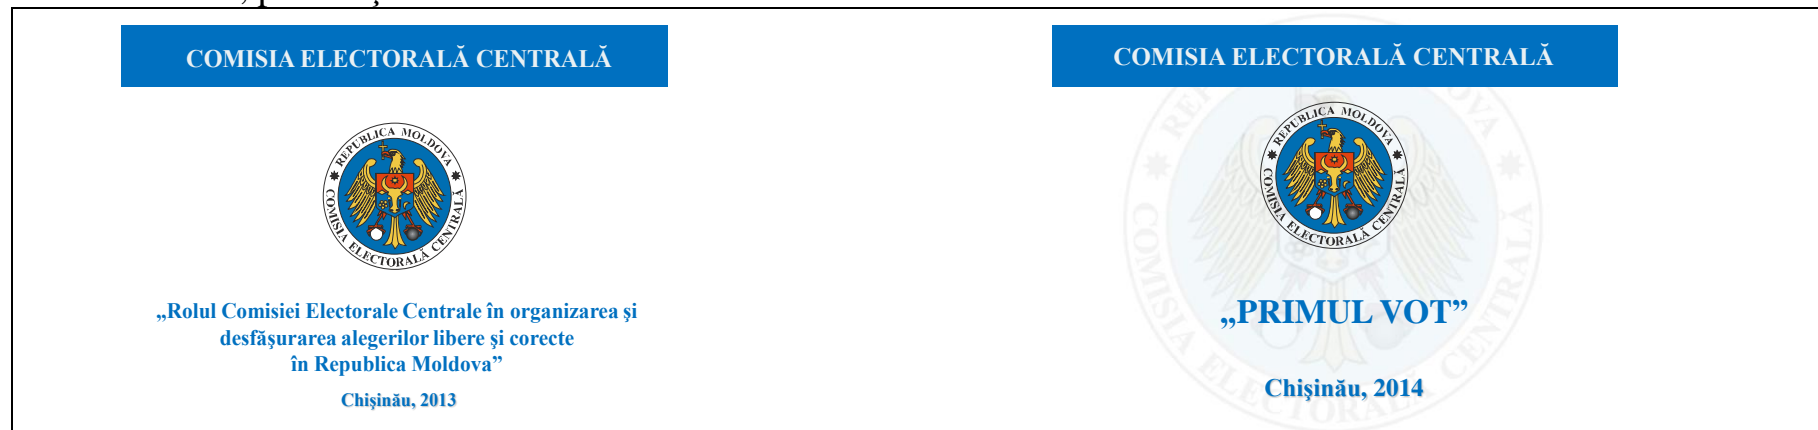 COMISIA ELECTORALĂ CENTRALĂ
REPUBLICA MOLDOVA
COMISIA ELECTORALĂ CENTRALĂ
„Rolul Comisiei Electorale Centrale în organizarea şi
desfăşurarea alegerilor libere şi corecte
în Republica Moldova”
Chişinău, 2013
COMISIA ELECTORALĂ CENTRALĂ
REPUBLICA MOLDOVA
COMISIA ELECTORALĂ CENTRALĂ
„PRIMUL VOT”
Chişinău, 2014